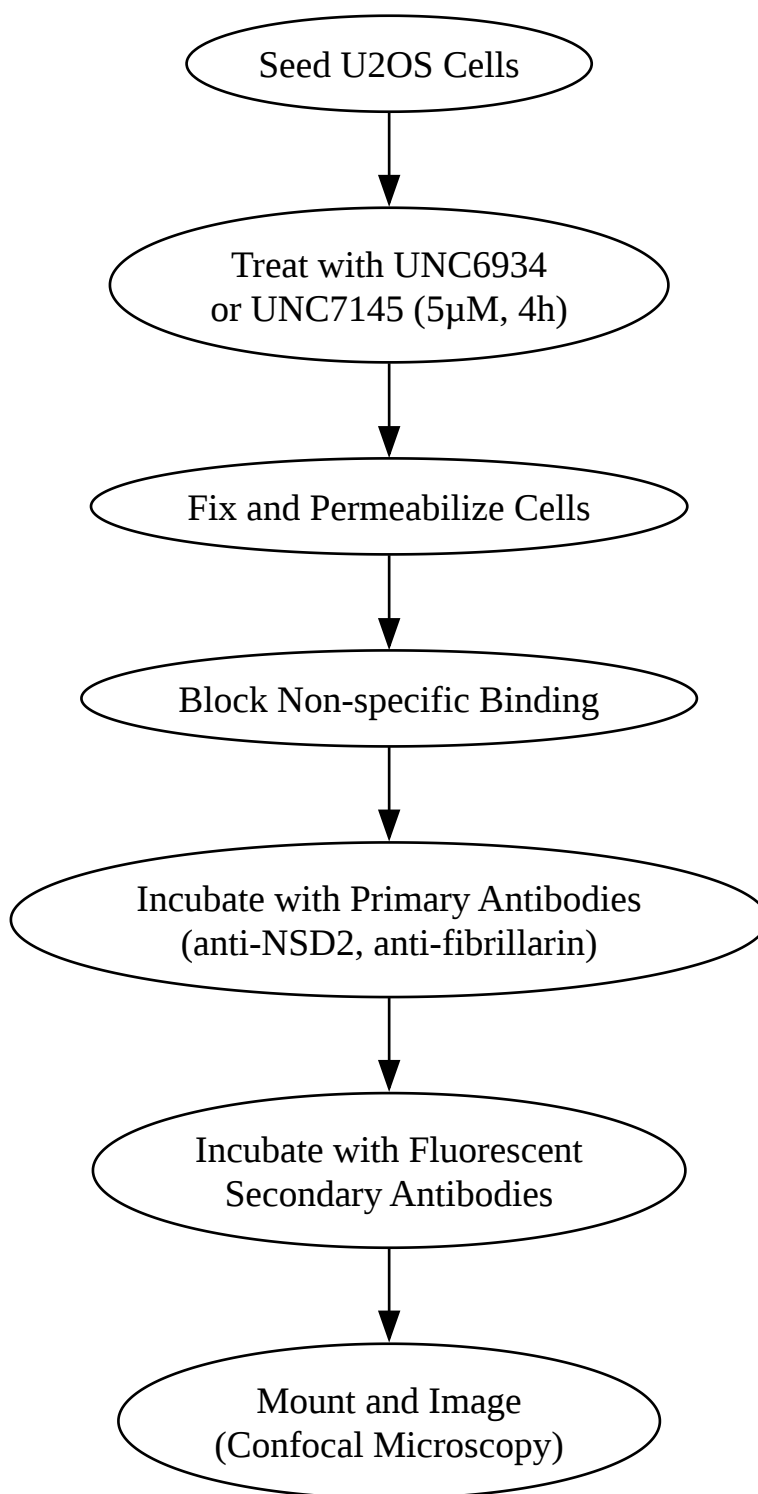 Seed U2OS Cells
Treat with UNC6934
or UNC7145 (5µM, 4h)
Fix and Permeabilize Cells
Block Non-specific Binding
Incubate with Primary Antibodies
(anti-NSD2, anti-fibrillarin)
Incubate with Fluorescent
Secondary Antibodies
Mount and Image
(Confocal Microscopy)